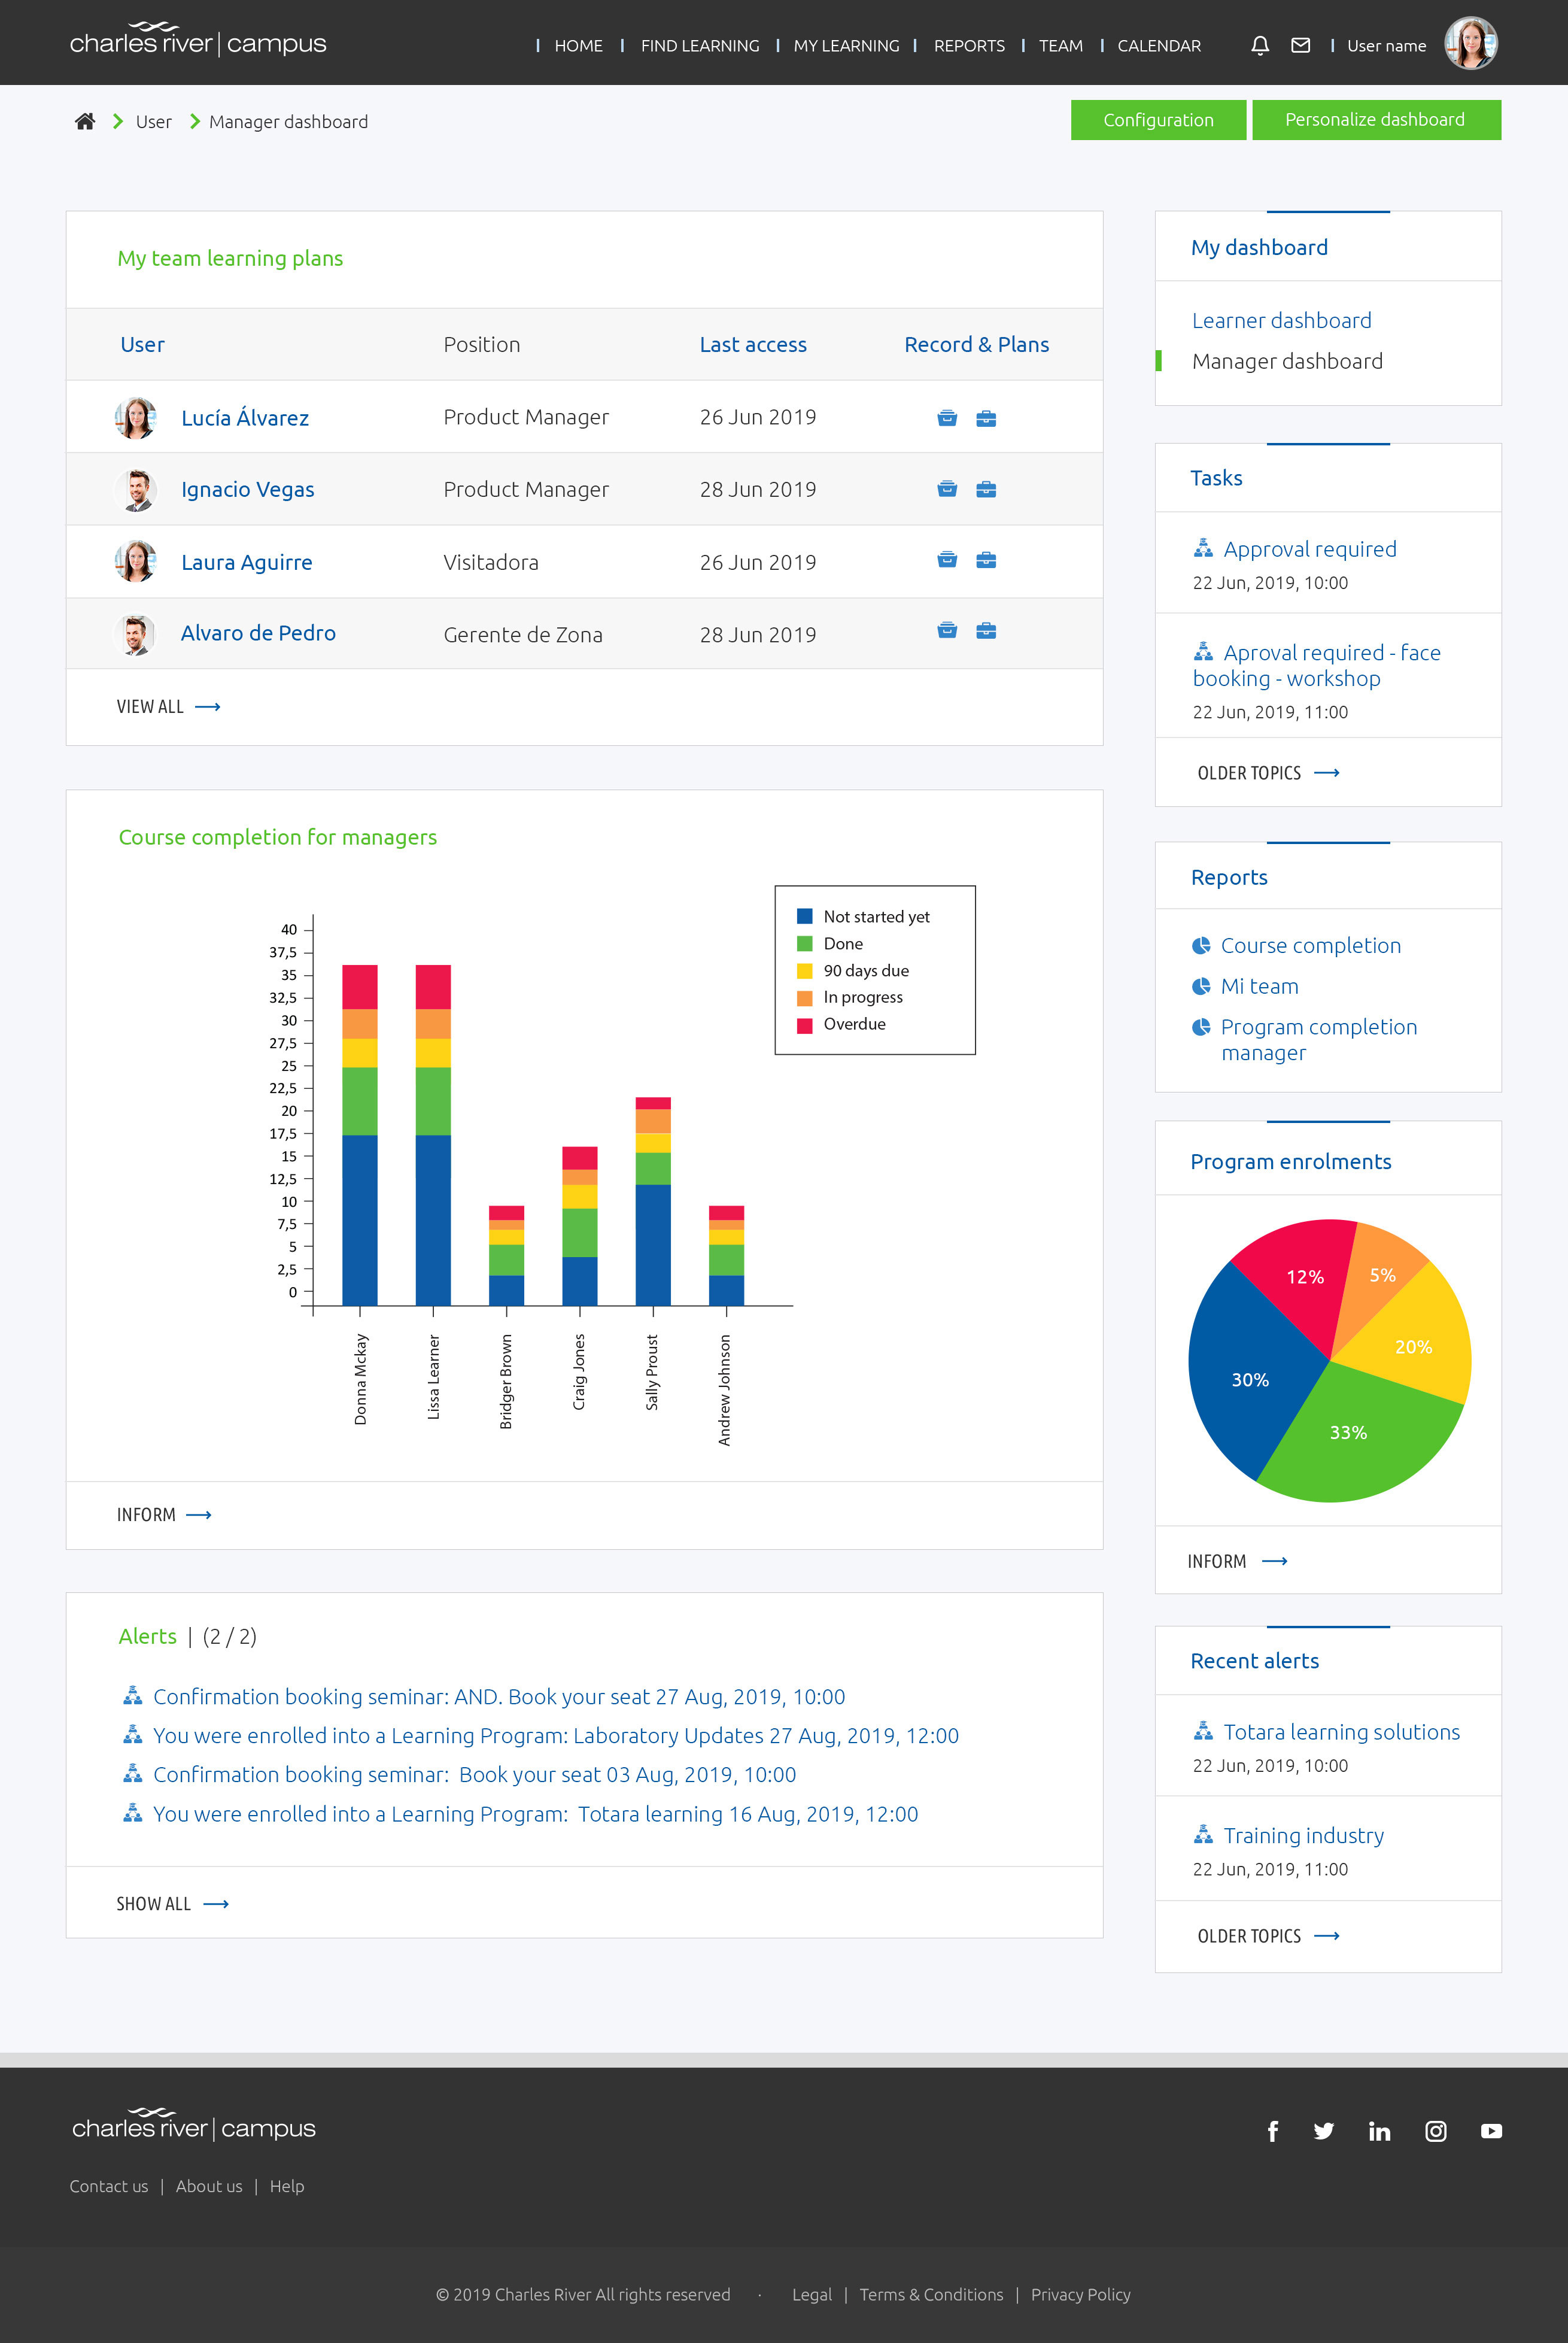 charles river | campus
HOME
FIND LEARNING
MY LEARNING
REPORTS
TEAM
CALENDAR
User name
User
Manager dashboard
Configuration
Personalize dashboard
My team learning plans
User Position Last access Record & Plans
Lucía Álvarez Product Manager 26 Jun 2019
Ignacio Vegas Product Manager 28 Jun 2019
Laura Aguirre Visitadora 26 Jun 2019
Alvaro de Pedro Gerente de Zona 28 Jun 2019
VIEW ALL
Course completion for managers
Not started yet
Done
90 days due
In progress
Overdue
40
37,5
35
32,5
30
27,5
25
22,5
20
17,5
15
12,5
10
7,5
5
2,5
0
Donna Mckay
Lissa Learner
Bridger Brown
Craig Jones
Sally Proust
Andrew Johnson
INFORM
Alerts | (2 / 2)
Confirmation booking seminar: AND. Book your seat 27 Aug, 2019, 10:00
You were enrolled into a Learning Program: Laboratory Updates 27 Aug, 2019, 12:00
Confirmation booking seminar: Book your seat 03 Aug, 2019, 10:00
You were enrolled into a Learning Program: Totara learning 16 Aug, 2019, 12:00
SHOW ALL
My dashboard
Learner dashboard
Manager dashboard
Tasks
Approval required
22 Jun, 2019, 10:00
Aproval required - face
booking - workshop
22 Jun, 2019, 11:00
OLDER TOPICS
Reports
Course completion
Mi team
Program completion
manager
Program enrolments
12%
5%
20%
30%
33%
INFORM
Recent alerts
Totara learning solutions
22 Jun, 2019, 10:00
Training industry
22 Jun, 2019, 11:00
OLDER TOPICS
charles river | campus
Contact us | About us | Help
© 2019 Charles River All rights reserved · Legal | Terms & Conditions | Privacy Policy